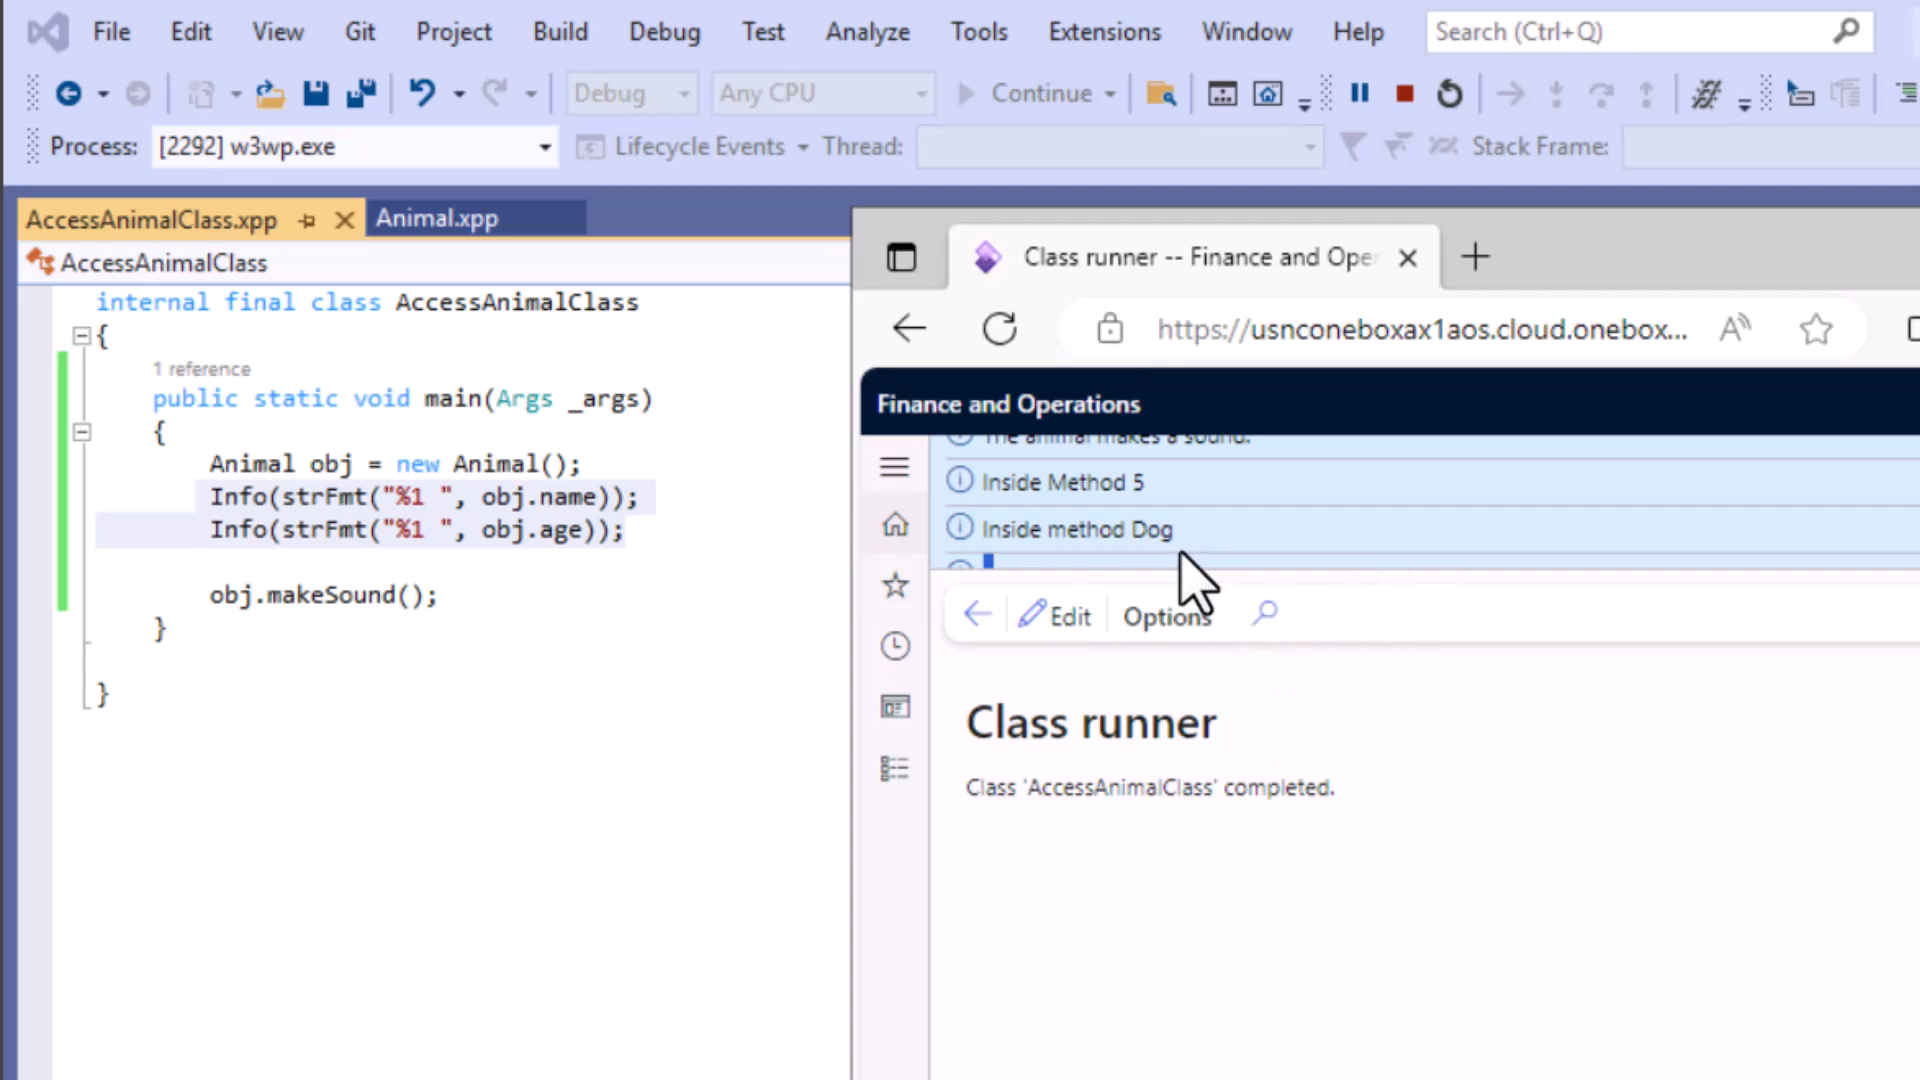 File Edit View Git Project Build Debug Test Analyze Tools Extensions Window Help Search (Ctrl+Q)
Debug Any CPU Continue
Process: [2292] w3wp.exe Lifecycle Events Thread: Stack Frame:
AccessAnimalClass.xpp Animal.xpp
AccessAnimalClass
internal final class AccessAnimalClass
{
1 reference
public static void main(Args _args)
{
Animal obj = new Animal();
Info(strFmt("%1 ", obj.name));
Info(strFmt("%1 ", obj.age));
obj.makeSound();
}
}
Class runner -- Finance and Oper
https://usnconeboxax1aos.cloud.onebox...
Finance and Operations
The animal makes a sound.
Inside Method 5
Inside method Dog
Edit Options
Class runner
Class 'AccessAnimalClass' completed.